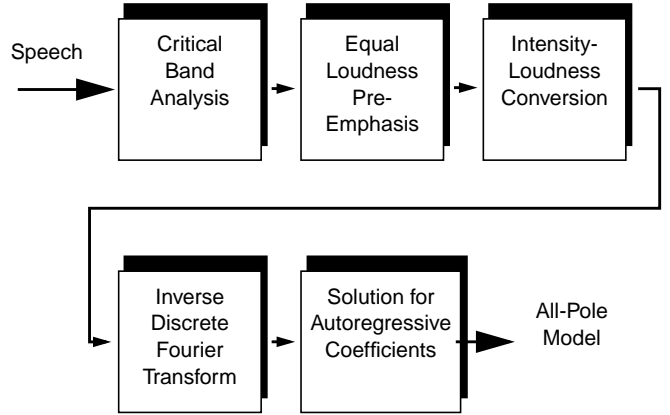 Speech
Critical
Band
Analysis
Equal
Loudness
Pre-
Emphasis
Intensity-
Loudness
Conversion
Inverse
Discrete
Fourier
Transform
Solution for
Autoregressive
Coefficients
All-Pole
Model